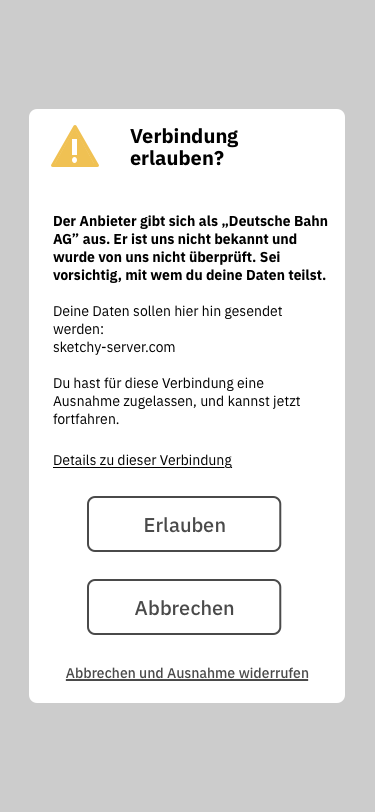 Verbindung
erlauben?
Der Anbieter gibt sich als „Deutsche Bahn
AG” aus. Er ist uns nicht bekannt und
wurde von uns nicht überprüft. Sei
vorsichtig, mit wem du deine Daten teilst.
Deine Daten sollen hier hin gesendet
werden:
sketchy-server.com
Du hast für diese Verbindung eine
Ausnahme zugelassen, und kannst jetzt
fortfahren.
Details zu dieser Verbindung
Erlauben
Abbrechen
Abbrechen und Ausnahme widerrufen